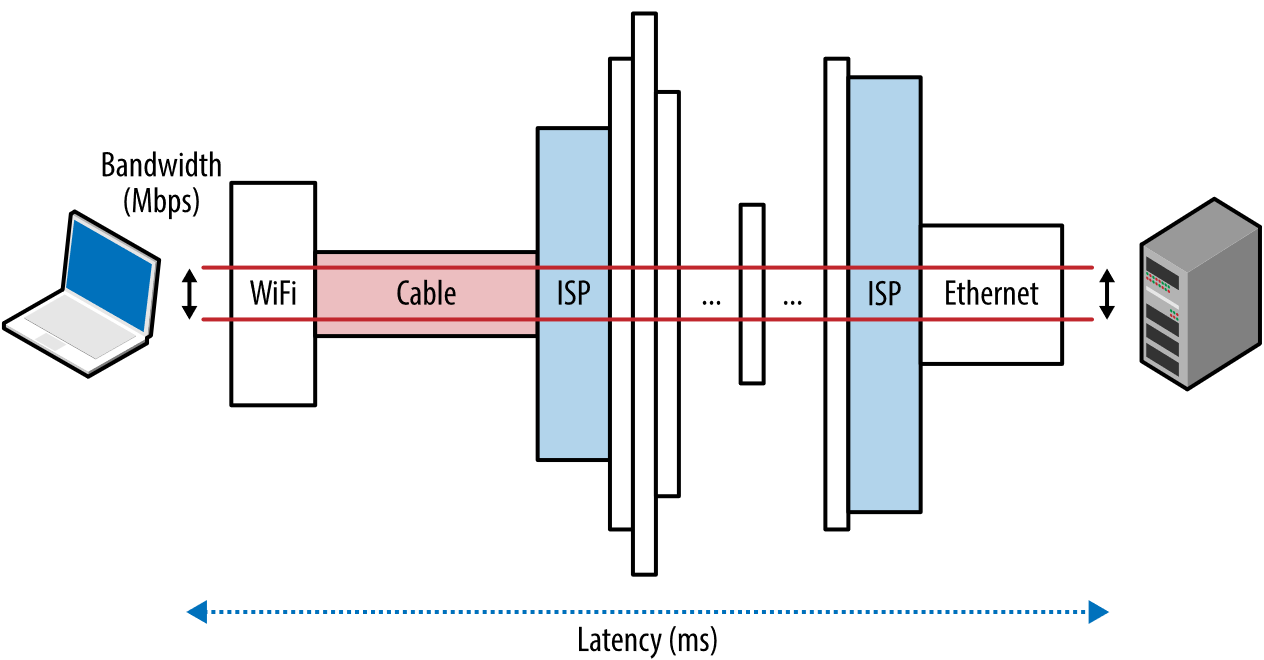 Bandwidth
(Mbps)
WiFi
Cable
ISP
...
...
ISP
Ethernet
Latency (ms)